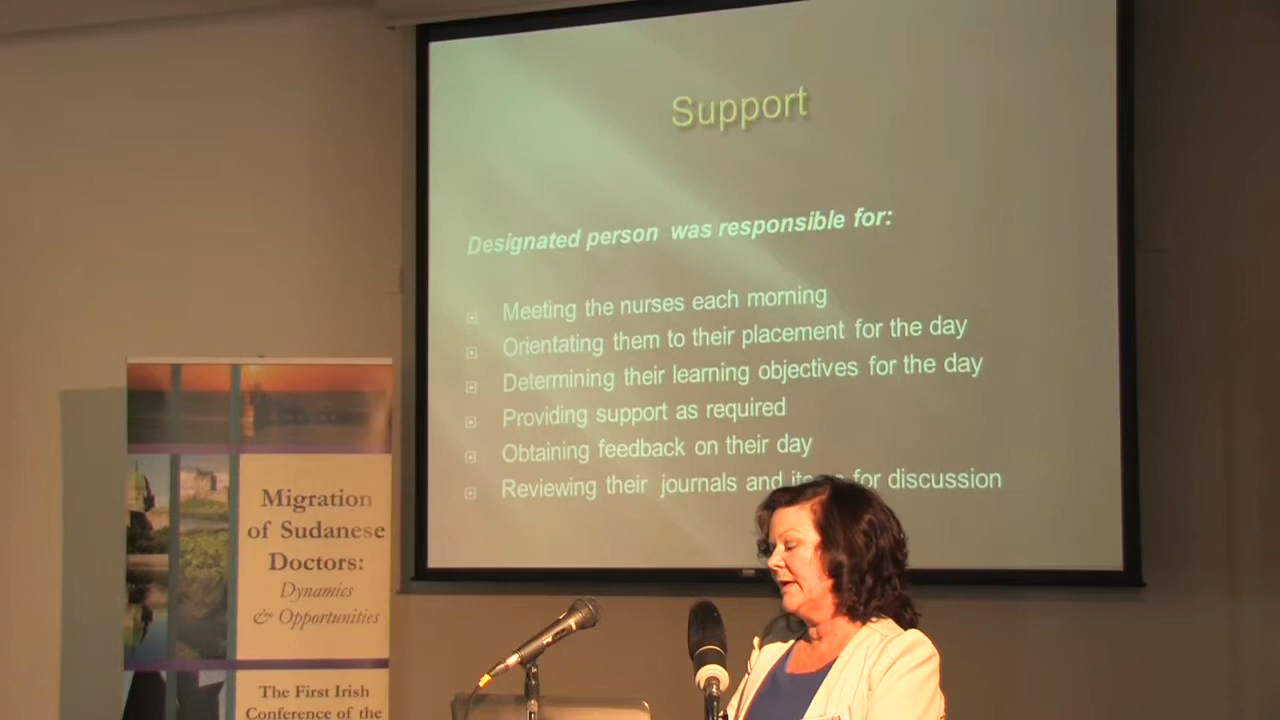 Support
Designated person was responsible for:
Meeting the nurses each morning
Orientating them to their placement for the day
Determining their learning objectives for the day
Providing support as required
Obtaining feedback on their day
Reviewing their journals and for discussion
Migration
of Sudanese
Doctors:
Dynamics
& Opportunities
The First Irish
Conference of the